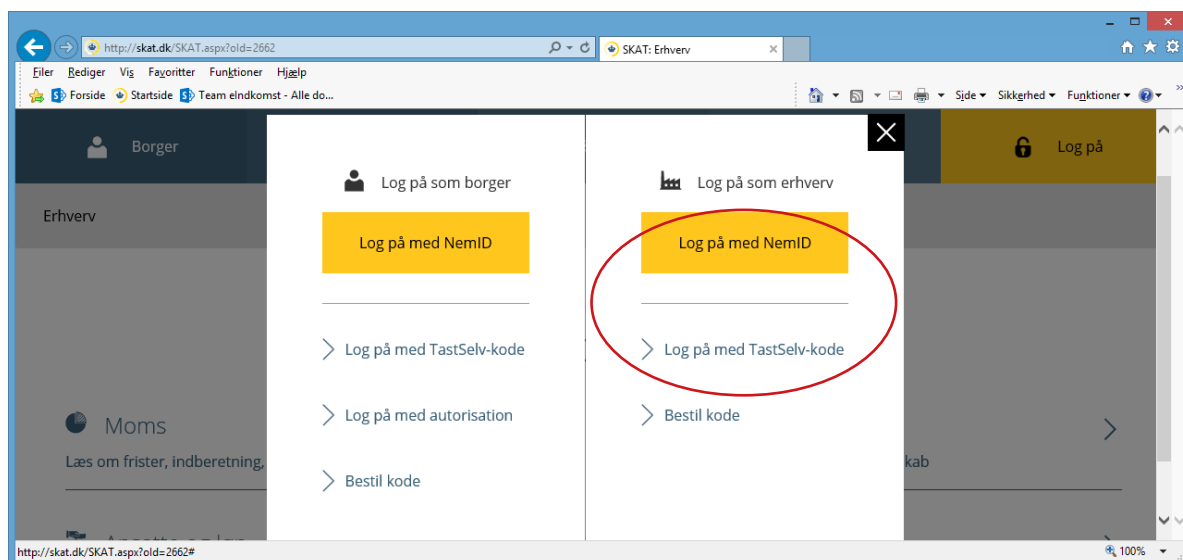 http://skat.dk/SKAT.aspx?old=2662
SKAT: Erhverv
Filer Rediger Vis Favoritter Funktioner Hjælp
Forside Startside Team eIndkomst - Alle do...
Side Sikkerhed Funktioner
Borger
Log på
Log på som borger
Log på som erhverv
Erhverv
Log på med NemID
Log på med NemID
Log på med TastSelv-kode
Log på med TastSelv-kode
Log på med autorisation
Bestil kode
Moms
Læs om frister, indberetning,
kab
Bestil kode
http://skat.dk/SKAT.aspx?old=2662#
100%